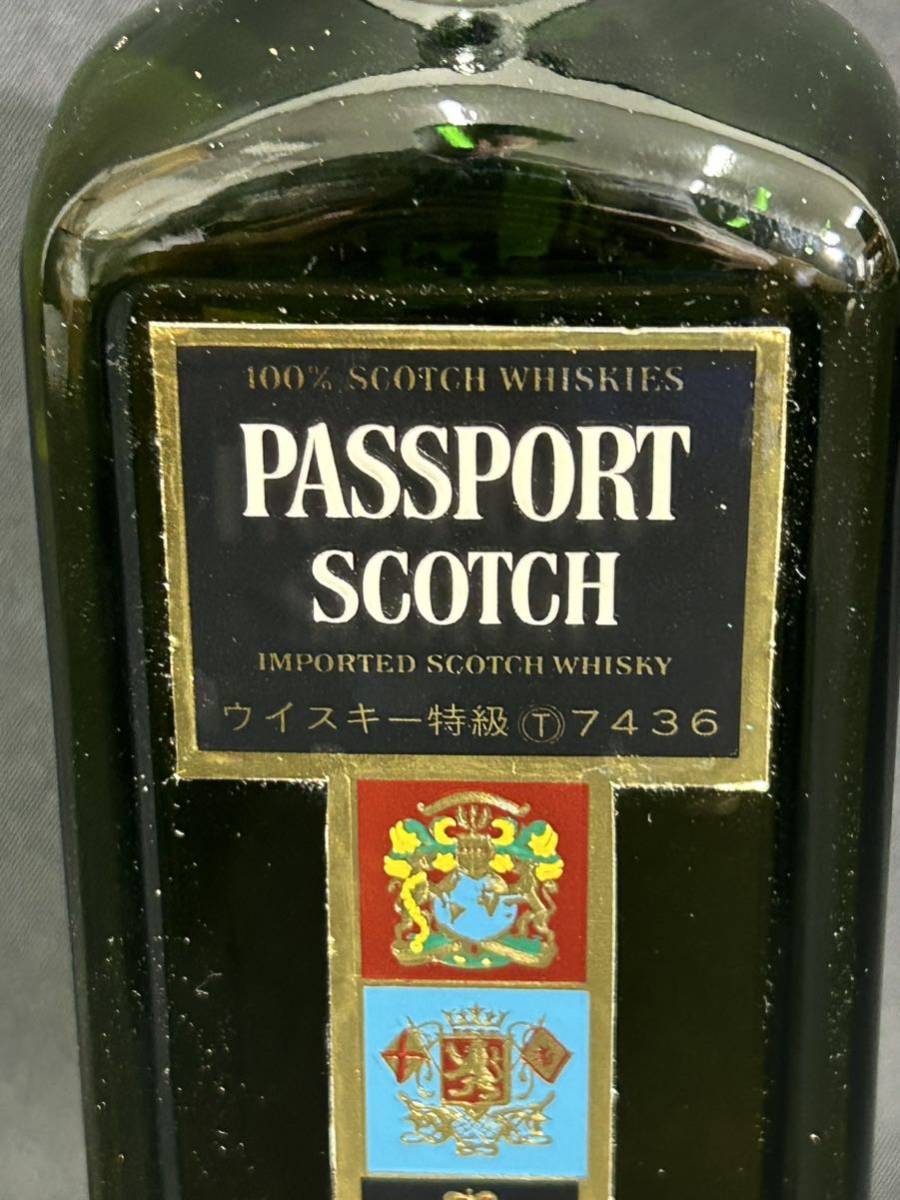 100% SCOTCH WHISKIES
PASSPORT
SCOTCH
IMPORTED SCOTCH WHISKY
ウイスキー特級 Ⓣ7436